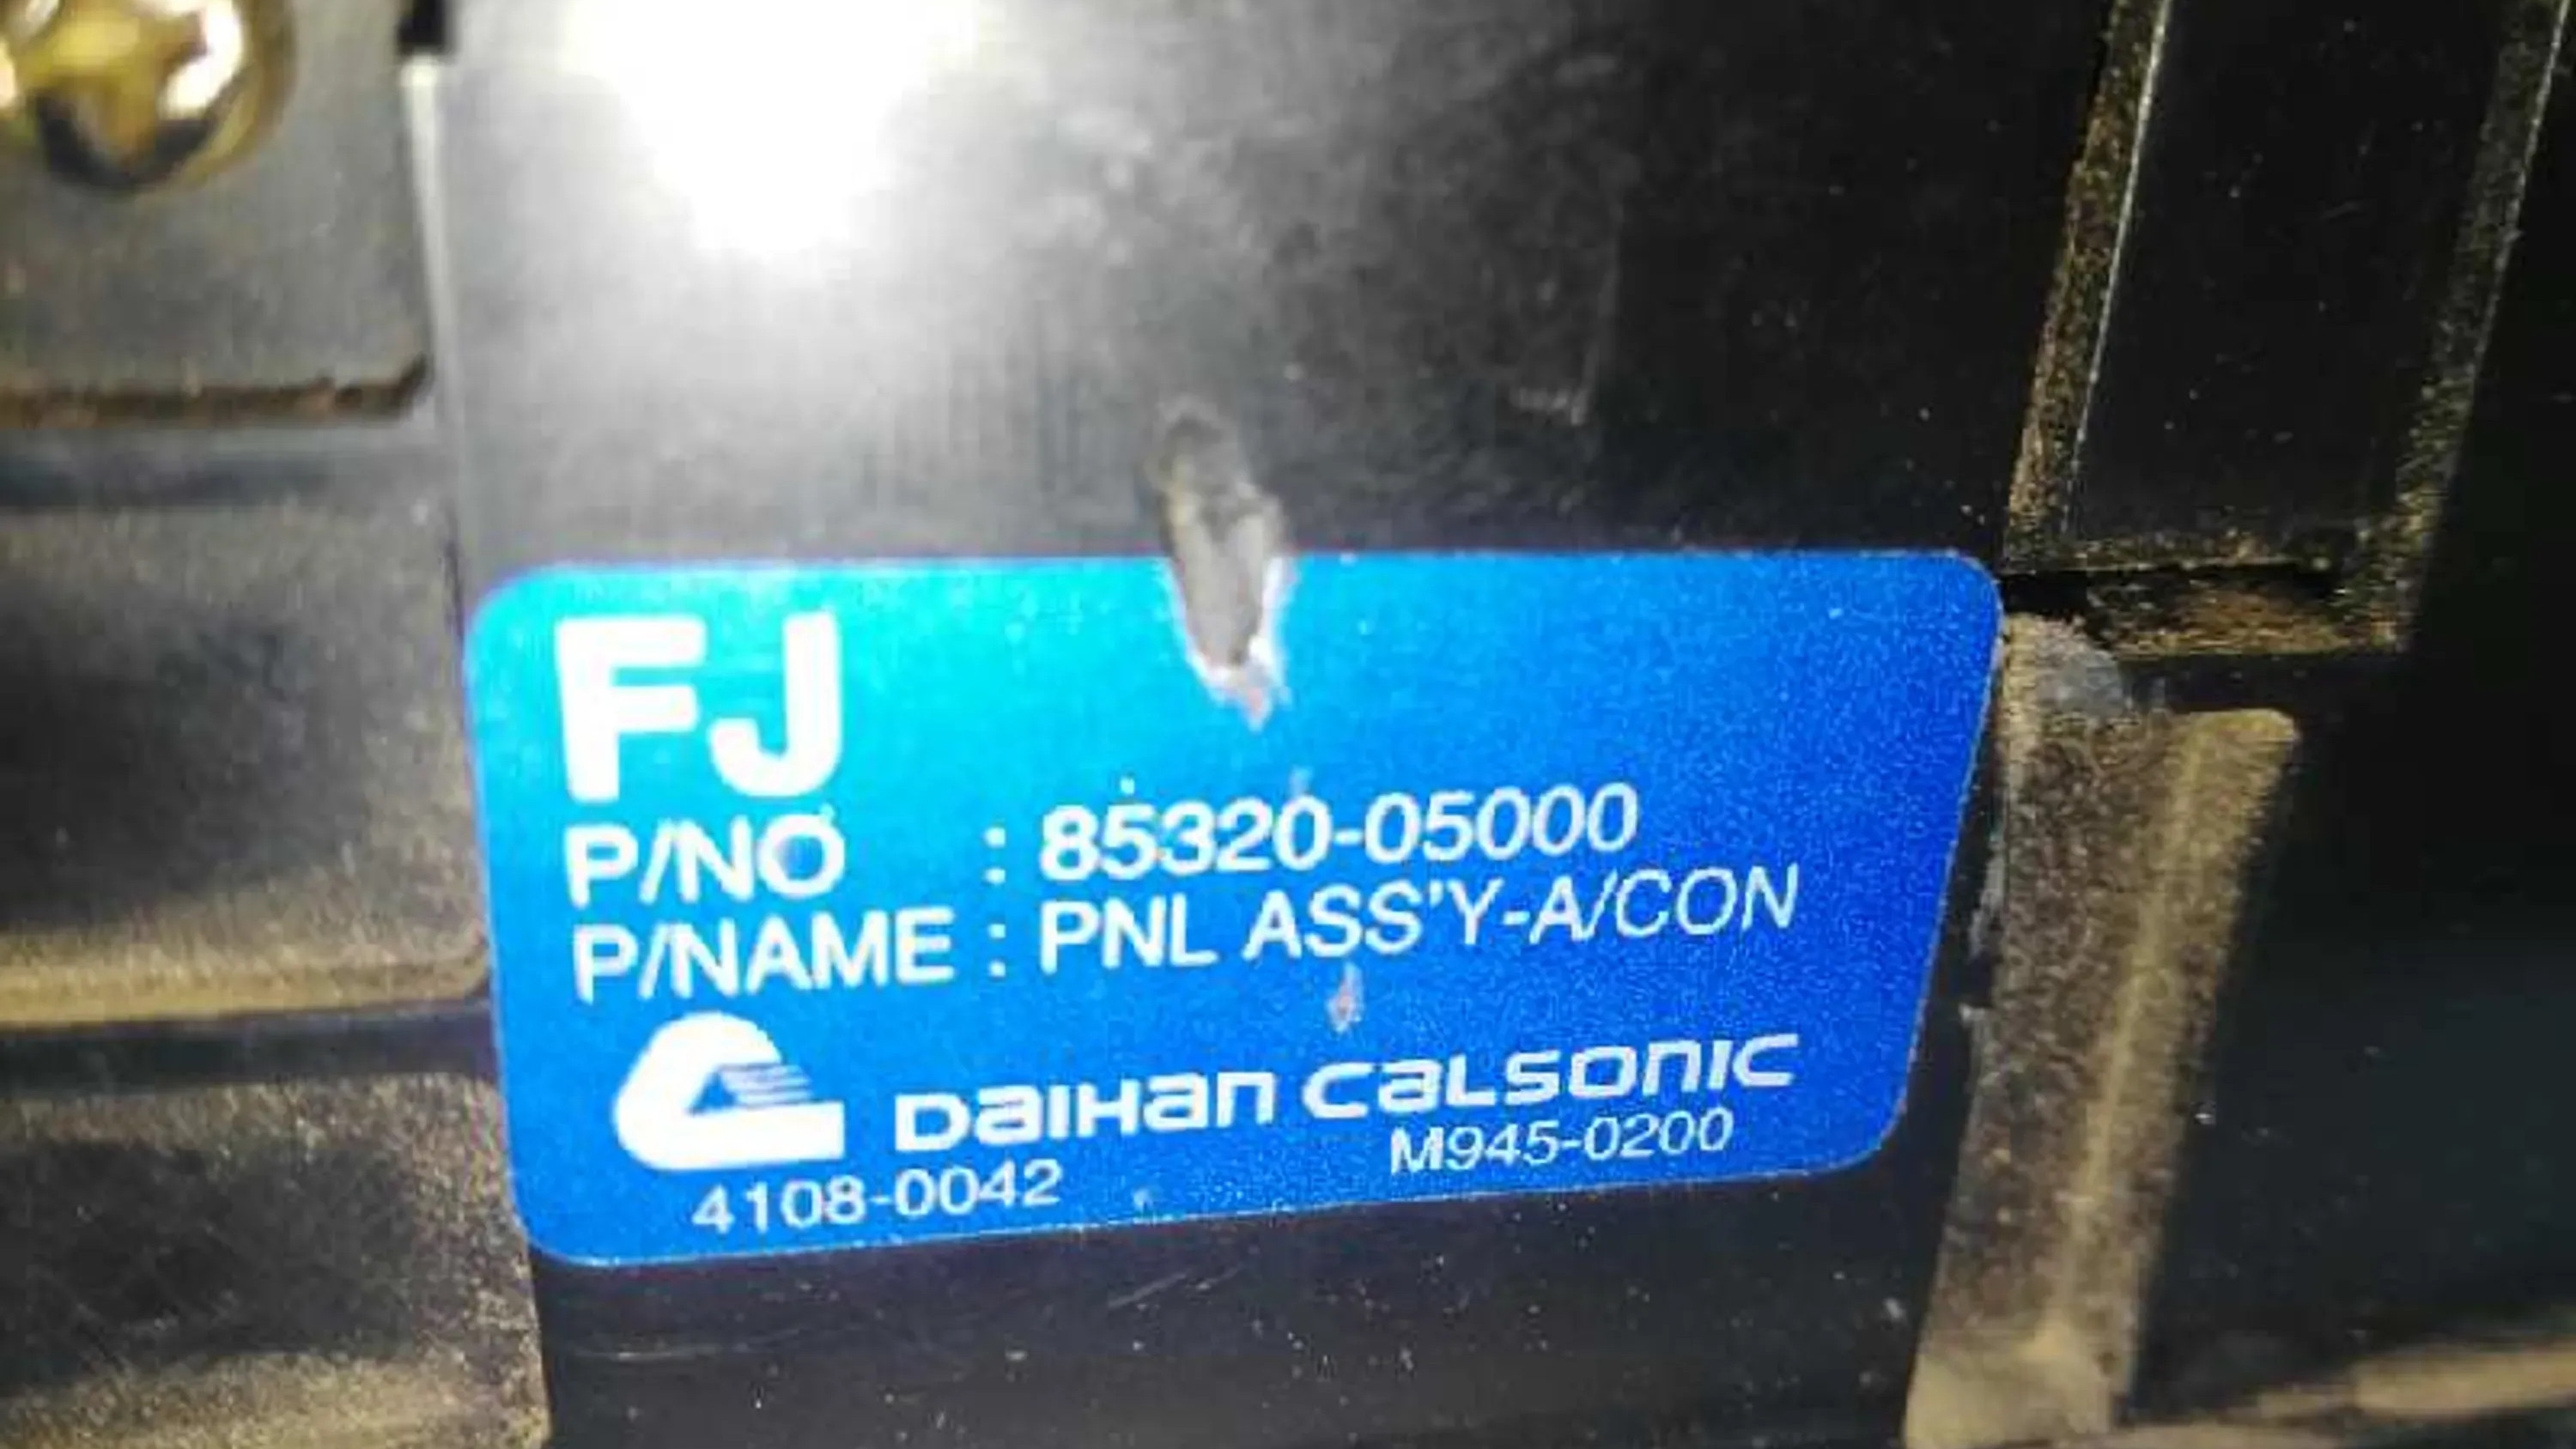 FJ
P/NO : 85320-05000
P/NAME : PNL ASS'Y-A/CON
DAIHAN CALSONIC
4108-0042 M945-0200